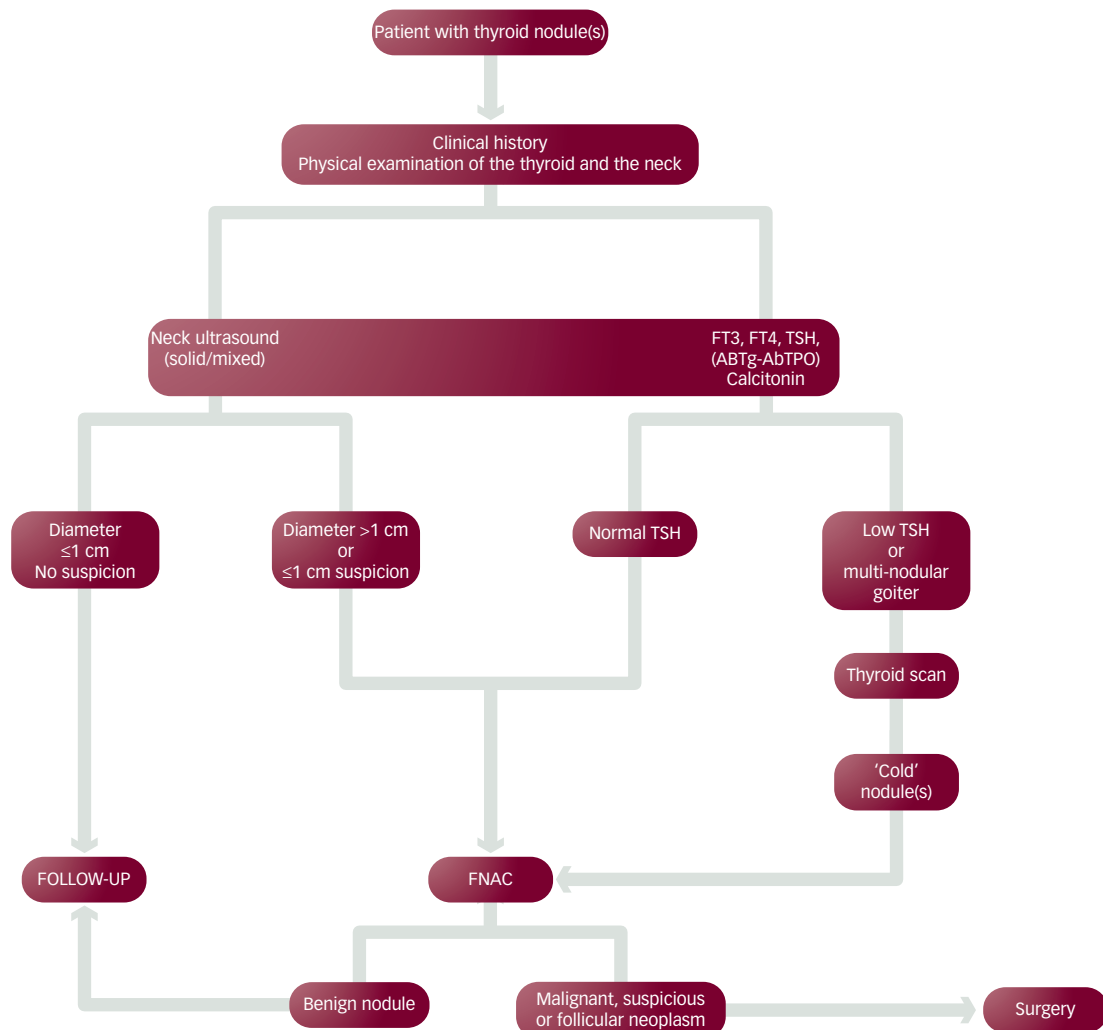 Patient with thyroid nodule(s)
Clinical history
Physical examination of the thyroid and the neck
Neck ultrasound
(solid/mixed)
FT3, FT4, TSH,
(ABTg-AbTPO)
Calcitonin
Diameter
≤1 cm
No suspicion
Diameter >1 cm
or
≤1 cm suspicion
Normal TSH
Low TSH
or
multi-nodular
goiter
Thyroid scan
‘Cold’
nodule(s)
FOLLOW-UP
FNAC
Benign nodule
Malignant, suspicious
or follicular neoplasm
Surgery